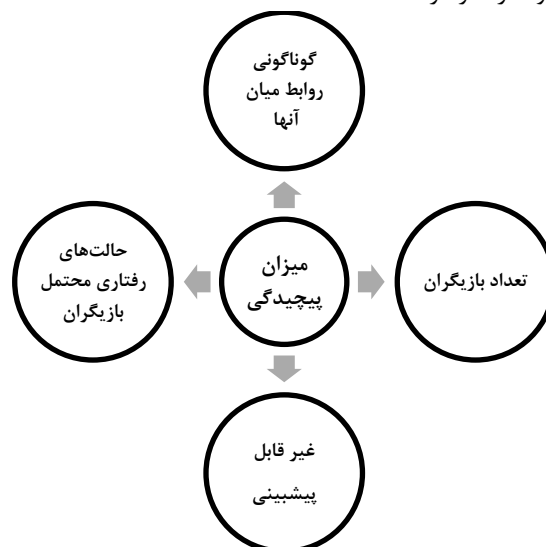 گوناگونی
روابط میان
آنها
تعداد بازیگران
میزان
پیچیدگی
حالت‌های
رفتاری محتمل
بازیگران
غیر قابل
پیشبینی